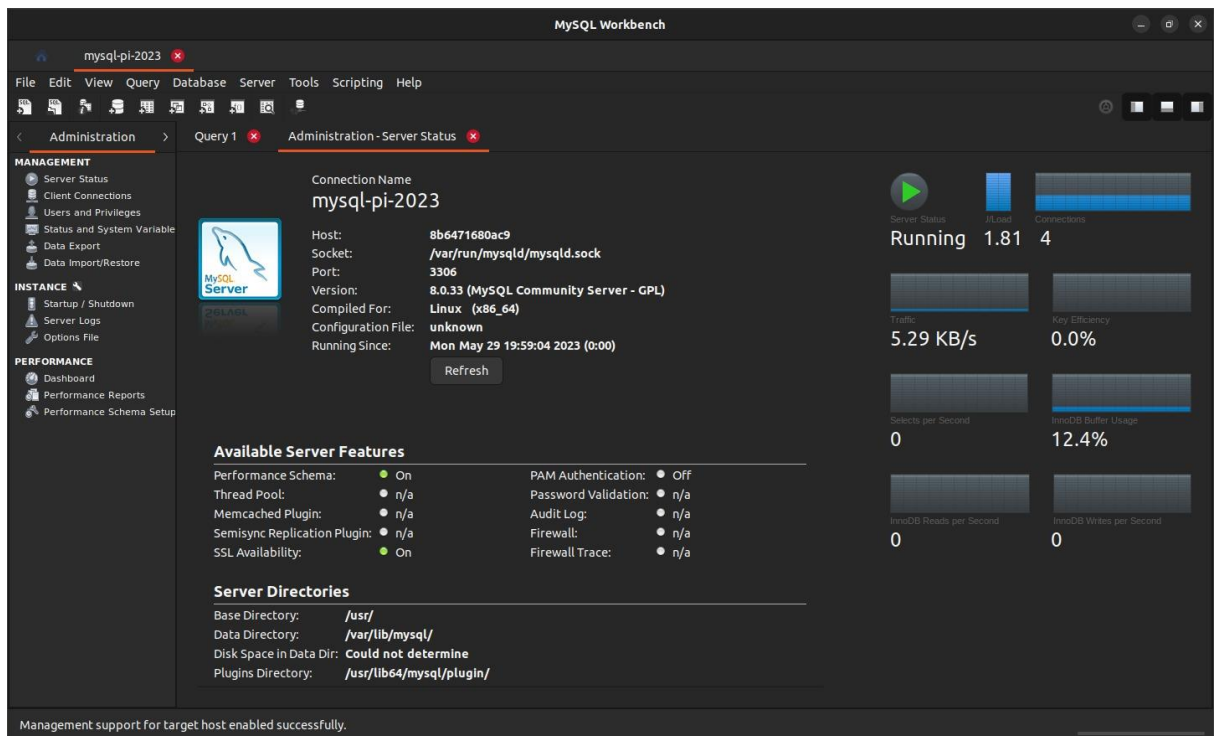 MySQL Workbench
mysql-pi-2023
File Edit View Query Database Server Tools Scripting Help
Administration
Query 1
Administration - Server Status
MANAGEMENT
Server Status
Client Connections
Users and Privileges
Status and System Variable
Data Export
Data Import/Restore
INSTANCE
Startup / Shutdown
Server Logs
Options File
PERFORMANCE
Dashboard
Performance Reports
Performance Schema Setup
MySQL
Server
Connection Name
mysql-pi-2023
Host: 8b6471680ac9
Socket: /var/run/mysqld/mysqld.sock
Port: 3306
Version: 8.0.33 (MySQL Community Server - GPL)
Compiled For: Linux (x86_64)
Configuration File: unknown
Running Since: Mon May 29 19:59:04 2023 (0:00)
Refresh
Available Server Features
Performance Schema: On PAM Authentication: Off
Thread Pool: n/a Password Validation: n/a
Memcached Plugin: n/a Audit Log: n/a
Semisync Replication Plugin: n/a Firewall: n/a
SSL Availability: On Firewall Trace: n/a
Server Directories
Base Directory: /usr/
Data Directory: /var/lib/mysql/
Disk Space in Data Dir: Could not determine
Plugins Directory: /usr/lib64/mysql/plugin/
Server Status /Load Connections
Running 1.81 4
Traffic Key Efficiency
5.29 KB/s 0.0%
Selects per Second InnoDB Buffer Usage
0 12.4%
InnoDB Reads per Second InnoDB Writes per Second
0 0
Management support for target host enabled successfully.